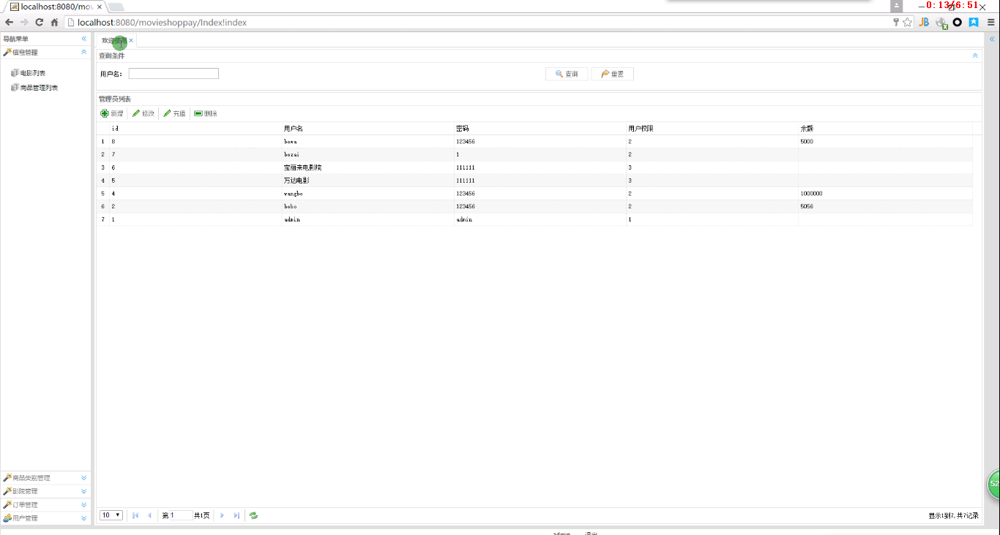 localhost:8080/mov
0:13/6:51
localhost:8080/movieshoppay/Index!index
JB
导航菜单
信息管理
电影列表
商品管理列表
商品类别管理
影院管理
订单管理
用户管理
欢迎使用
查询条件
用户名:
查询
重置
管理员列表
新增 修改 充值 删除
id 用户名 密码 用户权限 余额
1 8 bowa 123456 2 5000
2 7 bozai 1 2
3 6 宝丽来电影院 111111 3
4 5 万达电影 111111 3
5 4 wangbo 123456 2 1000000
6 2 bobo 123456 2 5056
7 1 admin admin 1
52
10 第 1 共1页
显示1到7,共7记录
admin 退出